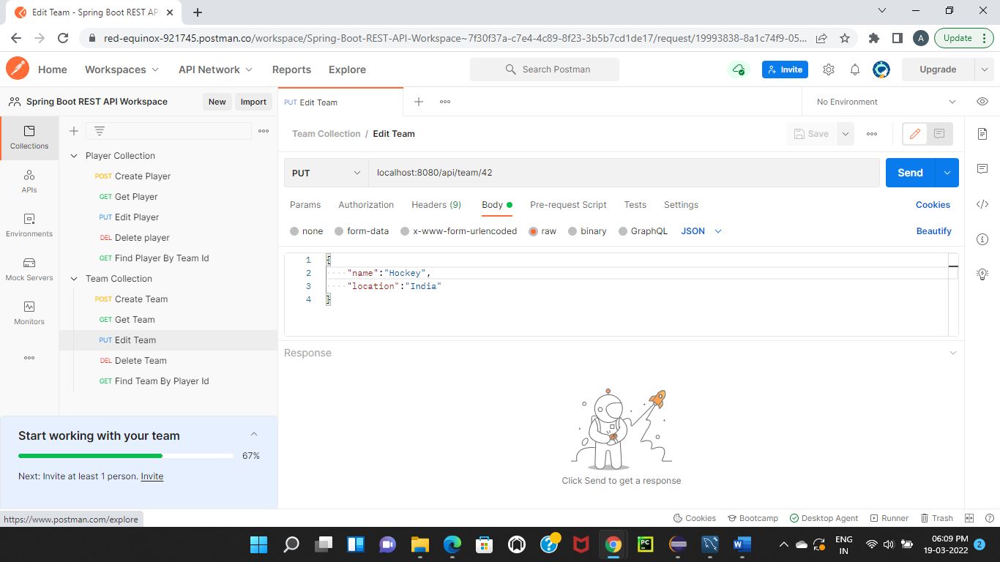 Edit Team - Spring Boot REST API
red-equinox-921745.postman.co/workspace/Spring-Boot-REST-API-Workspace~7f30f37a-c7e4-4c89-8f23-3b5b7cd1de17/request/19993838-8a1c74f9-05...
A
Update
Home
Workspaces
API Network
Reports
Explore
Search Postman
Invite
Upgrade
Spring Boot REST API Workspace
New
Import
PUT Edit Team
No Environment
Collections
APIs
Environments
Mock Servers
Monitors
Player Collection
POST Create Player
GET Get Player
PUT Edit Player
DEL Delete player
GET Find Player By Team Id
Team Collection
POST Create Team
GET Get Team
PUT Edit Team
DEL Delete Team
GET Find Team By Player Id
Start working with your team
67%
Next: Invite at least 1 person. Invite
https://www.postman.com/explore
Team Collection / Edit Team
Save
PUT
localhost:8080/api/team/42
Send
Params
Authorization
Headers (9)
Body
Pre-request Script
Tests
Settings
Cookies
none
form-data
x-www-form-urlencoded
raw
binary
GraphQL
JSON
Beautify
1 {
2 "name":"Hockey",
3 "location":"India"
4 }
Response
Click Send to get a response
Cookies
Bootcamp
Desktop Agent
Runner
Trash
PC
W
ENG
IN
06:09 PM
19-03-2022
2